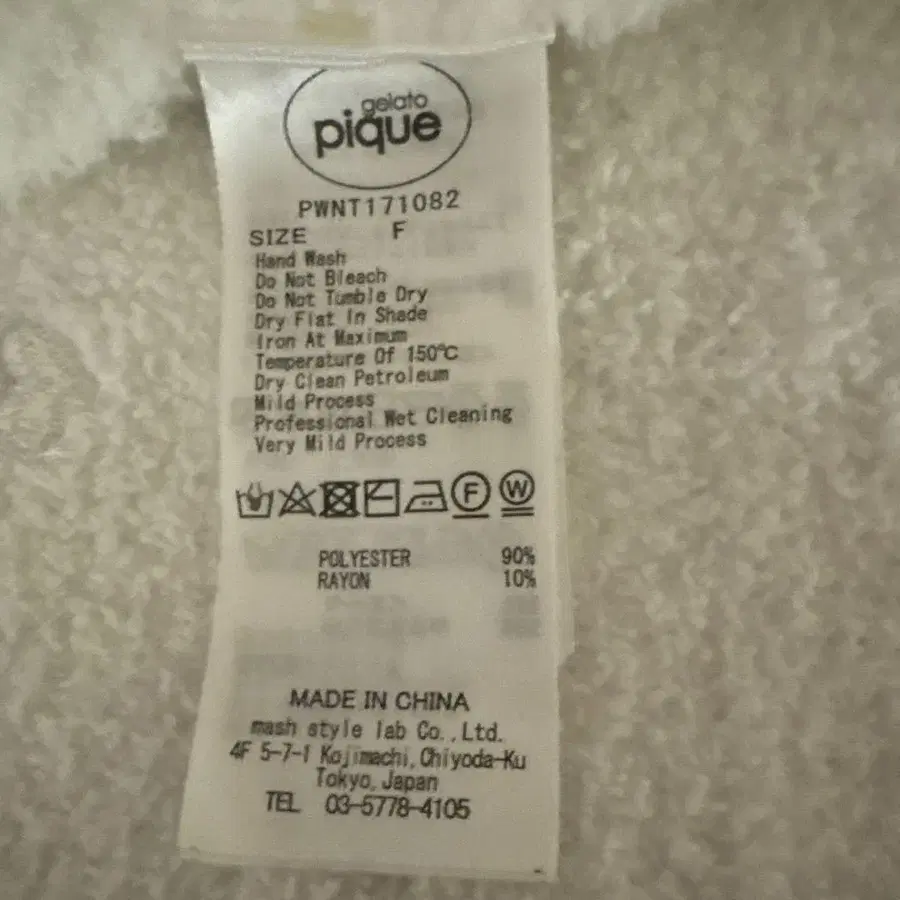 gelato
pique
PWNT171082
SIZE F
Hand Wash
Do Not Bleach
Do Not Tumble Dry
Dry Flat In Shade
Iron At Maximum
Temperature Of 150℃
Dry Clean Petroleum
Mild Process
Professional Wet Cleaning
Very Mild Process
F W
POLYESTER 90%
RAYON 10%
MADE IN CHINA
mash style lab Co.,Ltd.
4F 5-7-1 Kojimachi,Chiyoda-Ku
Tokyo,Japan
TEL 03-5778-4105